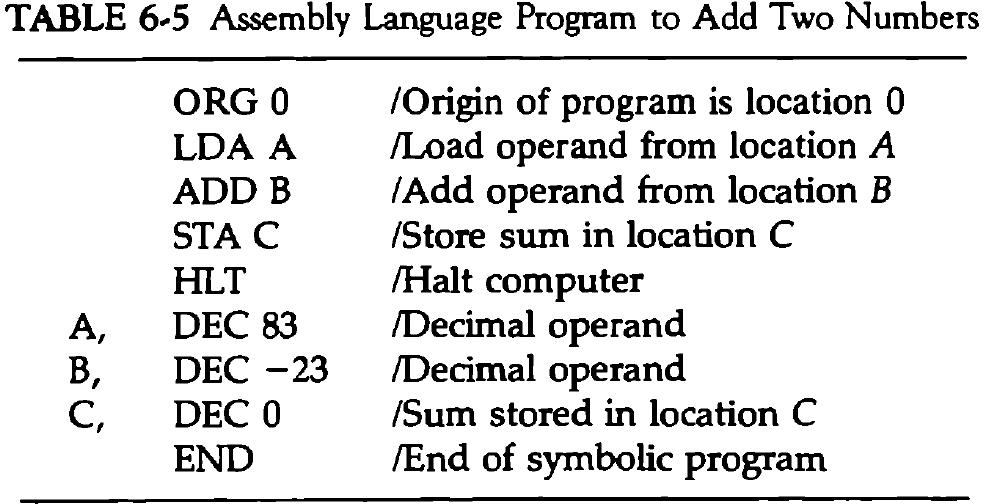 TABLE 6-5 Assembly Language Program to Add Two Numbers
ORG 0 /Origin of program is location 0
LDA A /Load operand from location A
ADD B /Add operand from location B
STA C /Store sum in location C
HLT /Halt computer
A, DEC 83 /Decimal operand
B, DEC −23 /Decimal operand
C, DEC 0 /Sum stored in location C
END /End of symbolic program